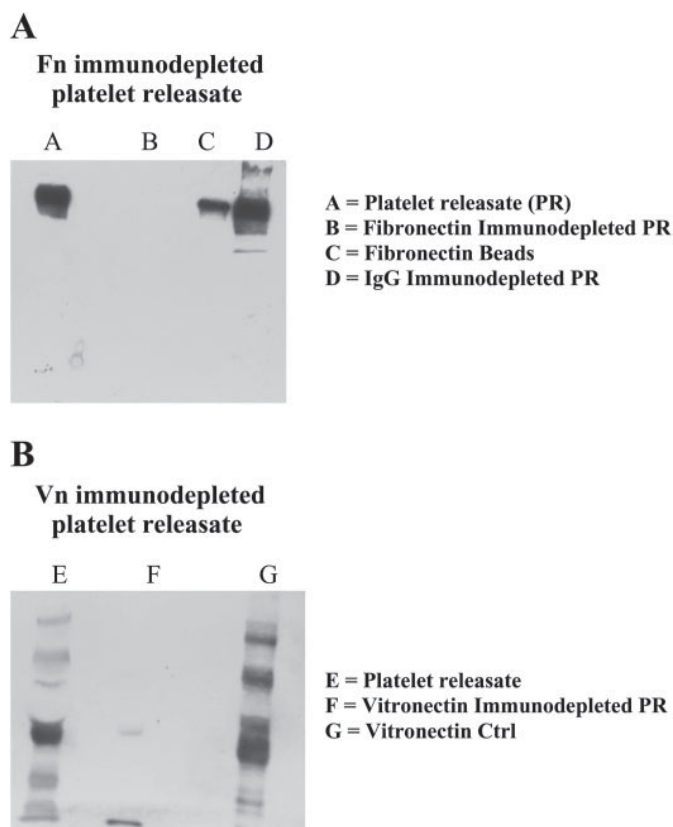 A
Fn immunodepleted
platelet releasate
A B C D
A = Platelet releasate (PR)
B = Fibronectin Immunodepleted PR
C = Fibronectin Beads
D = IgG Immunodepleted PR
B
Vn immunodepleted
platelet releasate
E F G
E = Platelet releasate
F = Vitronectin Immunodepleted PR
G = Vitronectin Ctrl